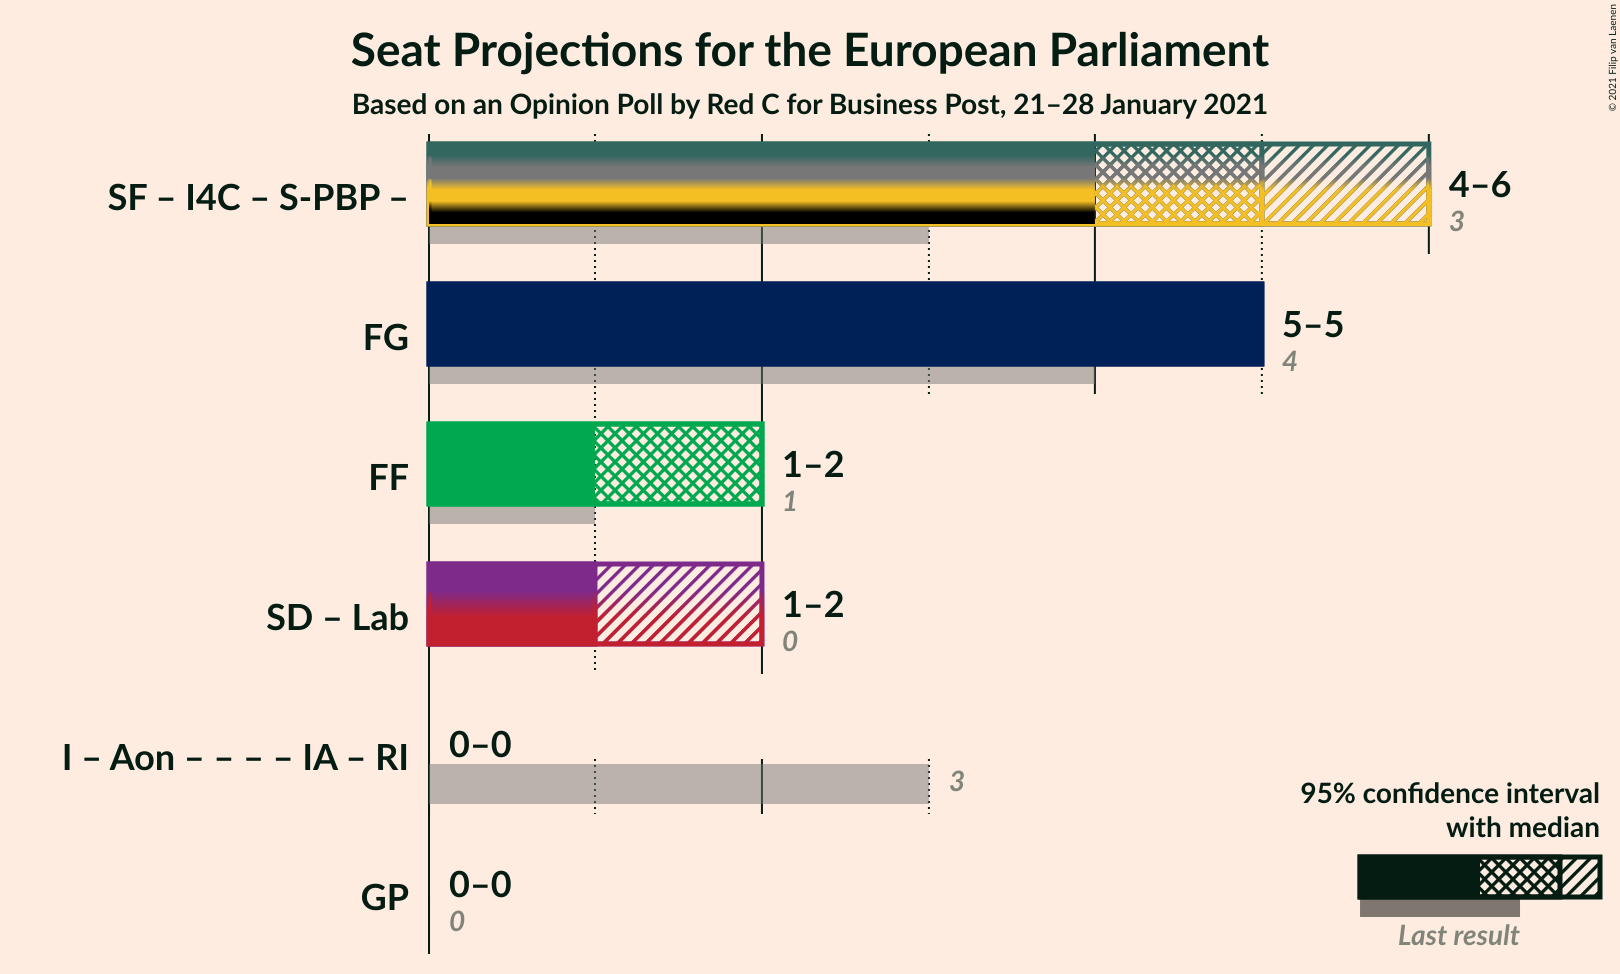 Seat Projections for the European Parliament
Based on an Opinion Poll by Red C for Business Post, 21–28 January 2021
© 2021 Filip van Laenen
SF – I4C – S-PBP –
4–6
3
FG
5–5
4
FF
1–2
1
SD – Lab
1–2
0
I – Aon – – – – IA – RI
0–0
3
GP
0–0
0
95% confidence interval
with median
Last result